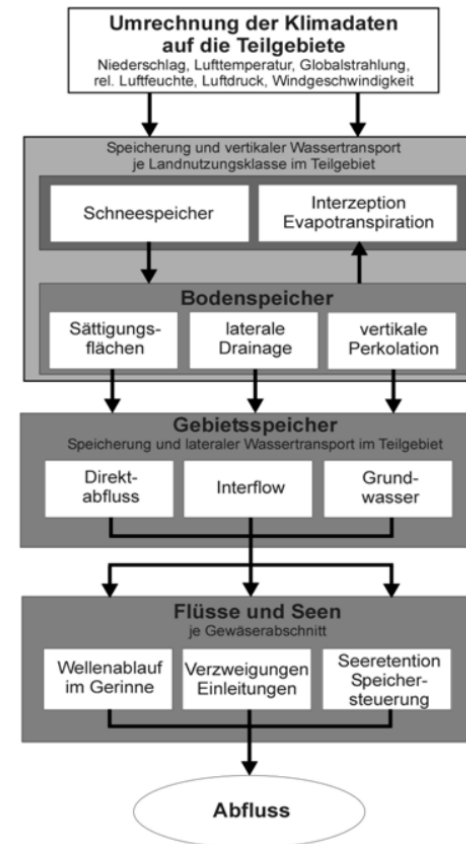 Umrechnung der Klimadaten
auf die Teilgebiete
Niederschlag, Lufttemperatur, Globalstrahlung,
rel. Luftfeuchte, Luftdruck, Windgeschwindigkeit
Speicherung und vertikaler Wassertransport
je Landnutzungsklasse im Teilgebiet
Schneespeicher
Interzeption
Evapotranspiration
Bodenspeicher
Sättigungs-
flächen
laterale
Drainage
vertikale
Perkolation
Gebietsspeicher
Speicherung und lateraler Wassertransport im Teilgebiet
Direkt-
abfluss
Interflow
Grund-
wasser
Flüsse und Seen
je Gewäserabschnitt
Wellenablauf
im Gerinne
Verzweigungen
Einleitungen
Seeretention
Speicher-
steuerung
Abfluss